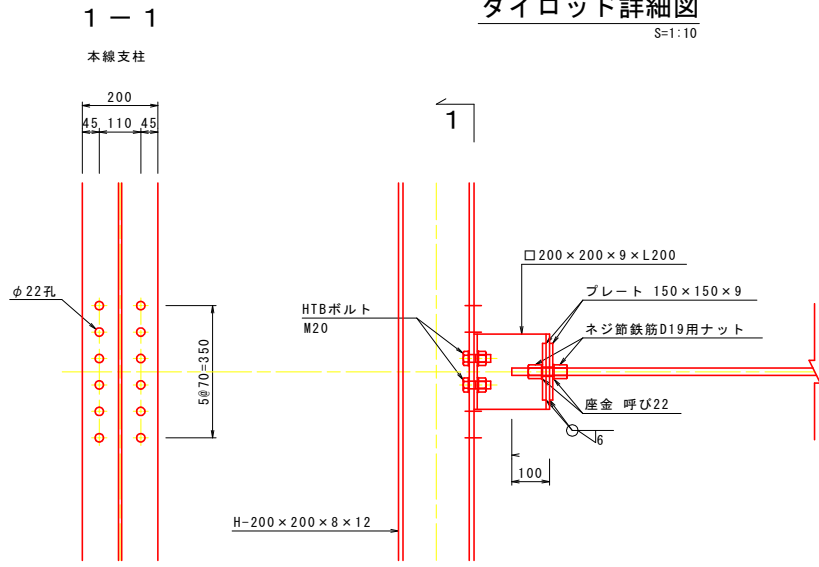 タイロッド詳細図
S=1:10
1－1
本線支柱
200
45 110 45
1
φ22孔
5@70=350
HTBボルト
M20
□200×200×9×L200
プレート 150×150×9
ネジ節鉄筋D19用ナット
座金 呼び22
6
100
H-200×200×8×12